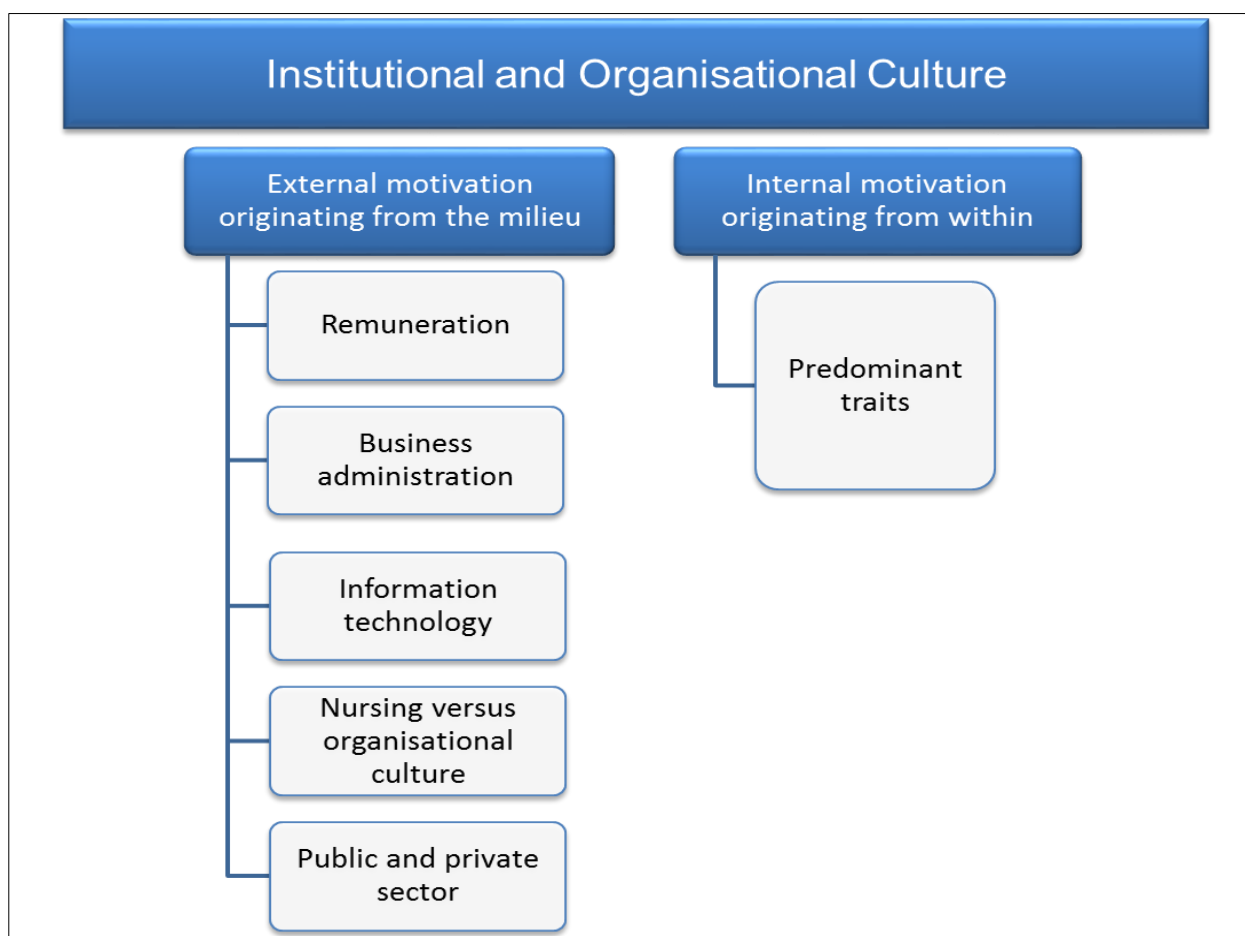 Institutional and Organisational Culture
External motivation
originating from the milieu
Remuneration
Business
administration
Information
technology
Nursing versus
organisational
culture
Public and private
sector
Internal motivation
originating from within
Predominant
traits